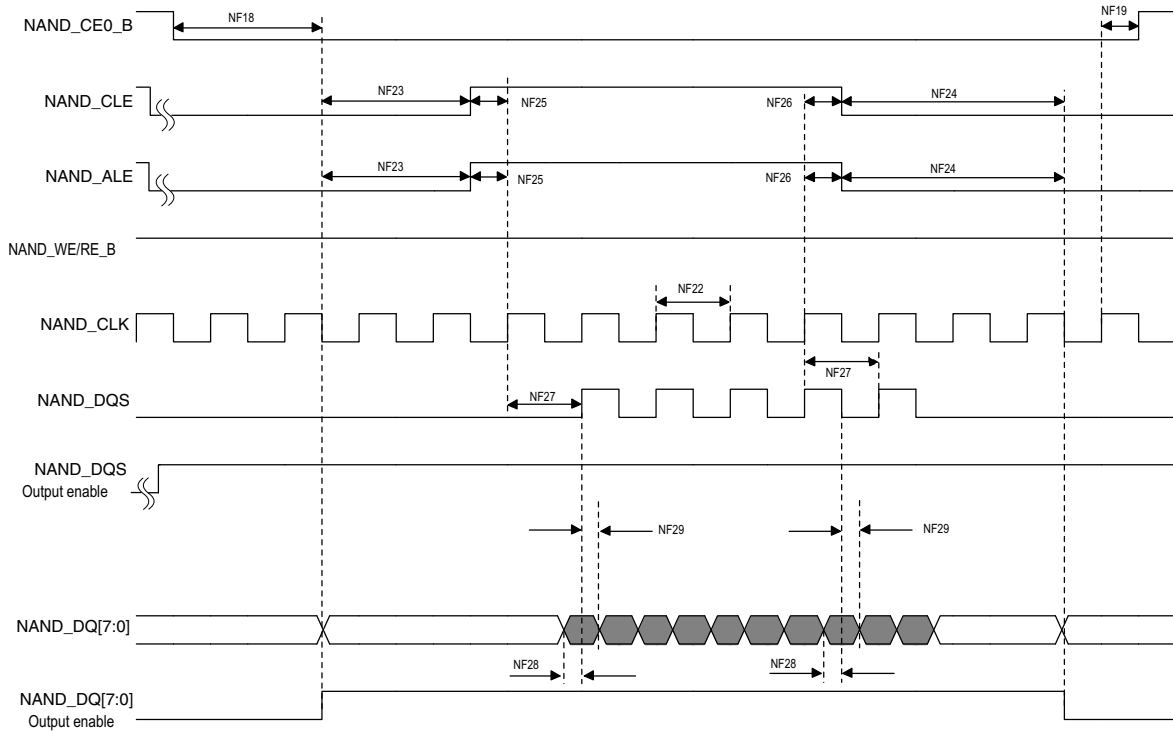 NAND_CE0_B
NF18
NF19
NAND_CLE
NF23
NF25
NF26
NF24
NAND_ALE
NF23
NF25
NF26
NF24
NAND_WE/RE_B
NF22
NAND_CLK
NF27
NAND_DQS
NF27
NAND_DQS
Output enable
NF29
NF29
NAND_DQ[7:0]
NF28
NF28
NAND_DQ[7:0]
Output enable